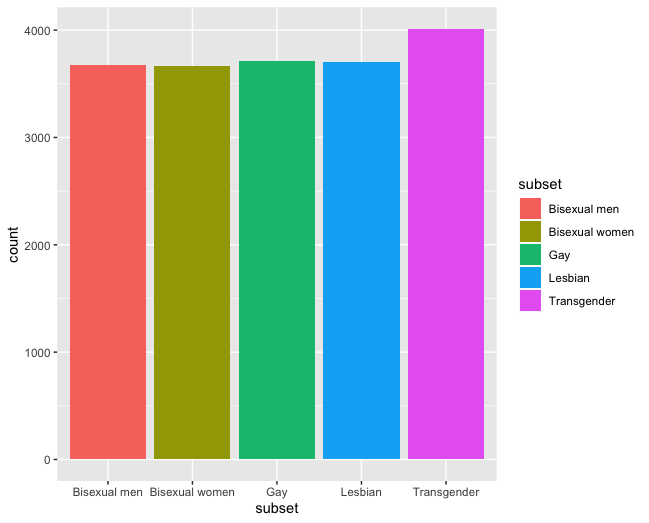 count
4000
3000
2000
1000
0
Bisexual men Bisexual women Gay Lesbian Transgender
subset
subset
Bisexual men
Bisexual women
Gay
Lesbian
Transgender